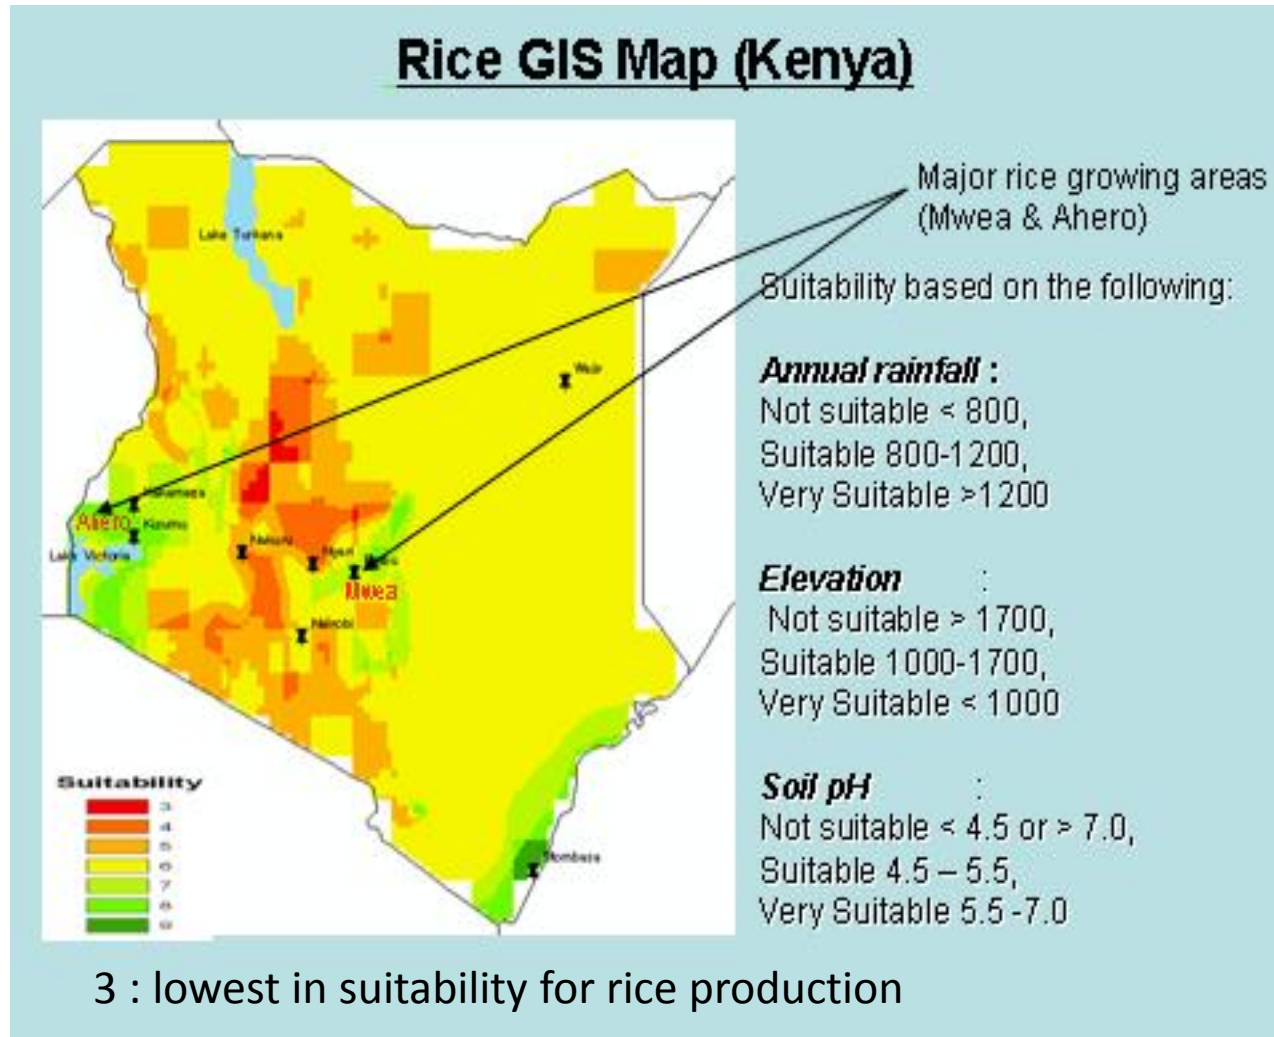 Rice GIS Map (Kenya)
Major rice growing areas
(Mwea & Ahero)
Suitability based on the following:
Annual rainfall :
Not suitable < 800,
Suitable 800-1200,
Very Suitable >1200
Elevation :
Not suitable > 1700,
Suitable 1000-1700,
Very Suitable < 1000
Soil pH :
Not suitable < 4.5 or > 7.0,
Suitable 4.5 – 5.5,
Very Suitable 5.5 -7.0
Lake Turkana
Wajir
Ahero
Kisumu
Lake Victoria
Nakuru
Nyeri
Mwea
Nairobi
Mombasa
Suitability
3
4
5
6
7
8
9
3 : lowest in suitability for rice production